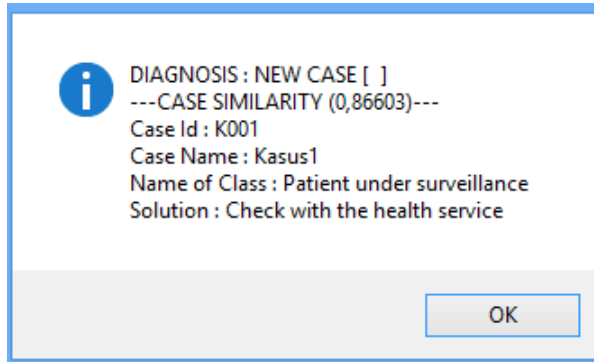 DIAGNOSIS : NEW CASE [  ]
---CASE SIMILARITY (0,86603)---
Case Id : K001
Case Name : Kasus1
Name of Class : Patient under surveillance
Solution : Check with the health service
OK